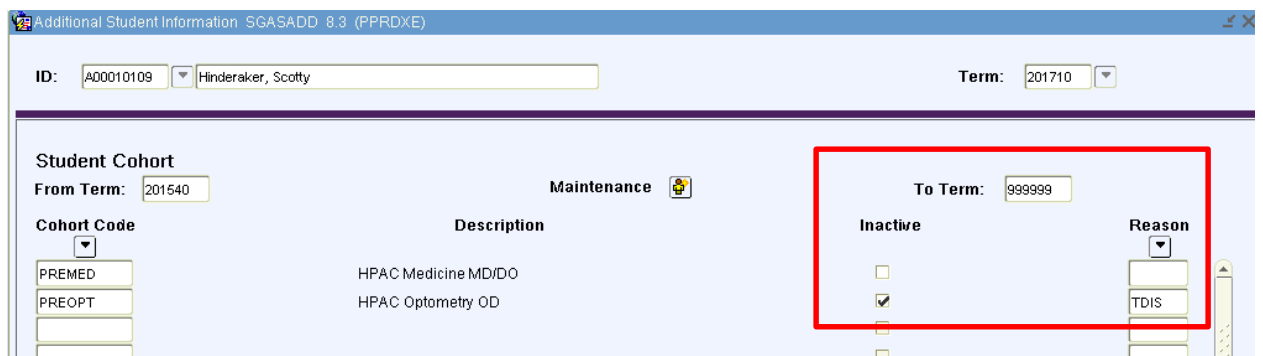 Additional Student Information SGASADD 8.3 (PPRDXE)
ID: A00010109 Hinderaker, Scotty Term: 201710
Student Cohort
From Term: 201540 Maintenance To Term: 999999
Cohort Code Description Inactive Reason
PREMED HPAC Medicine MD/DO
PREOPT HPAC Optometry OD TDIS